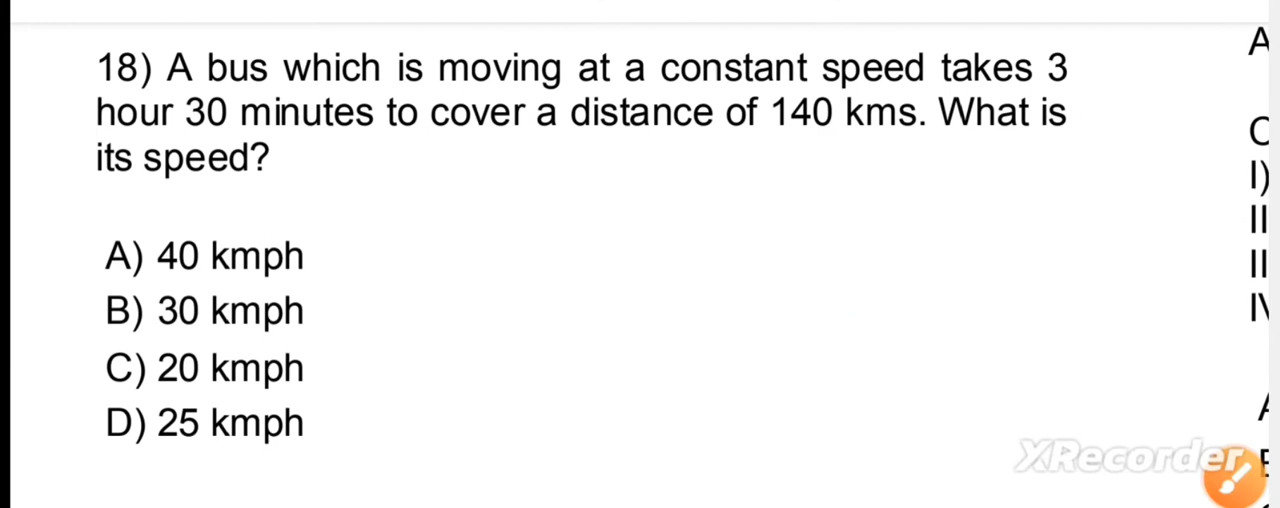 18) A bus which is moving at a constant speed takes 3
hour 30 minutes to cover a distance of 140 kms. What is
its speed?
A) 40 kmph
B) 30 kmph
C) 20 kmph
D) 25 kmph
A
I)
XRecorder